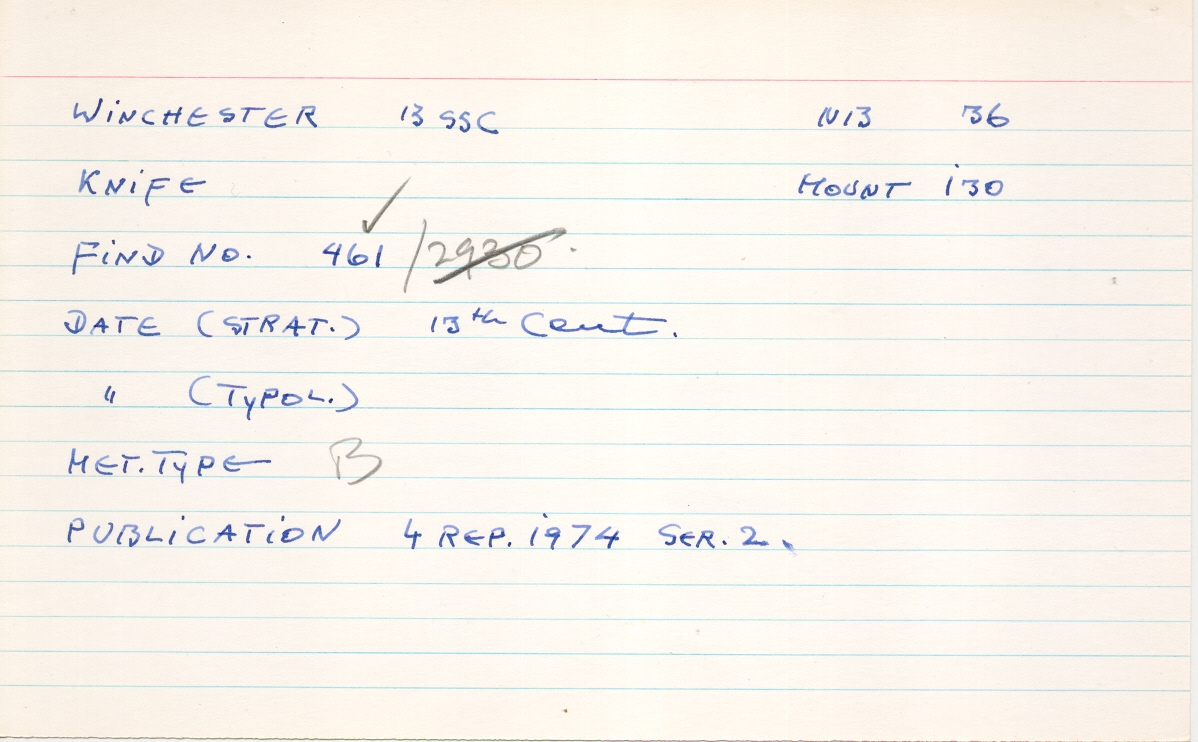 WINCHESTER 13 SSC N13 36
KNIFE MOUNT 130
FIND NO. 461 / 2930
DATE (STRAT.) 13th Cent.
" (TYPOL.)
MET. TYPE B
PUBLICATION 4 REP. 1974 SER. 2.